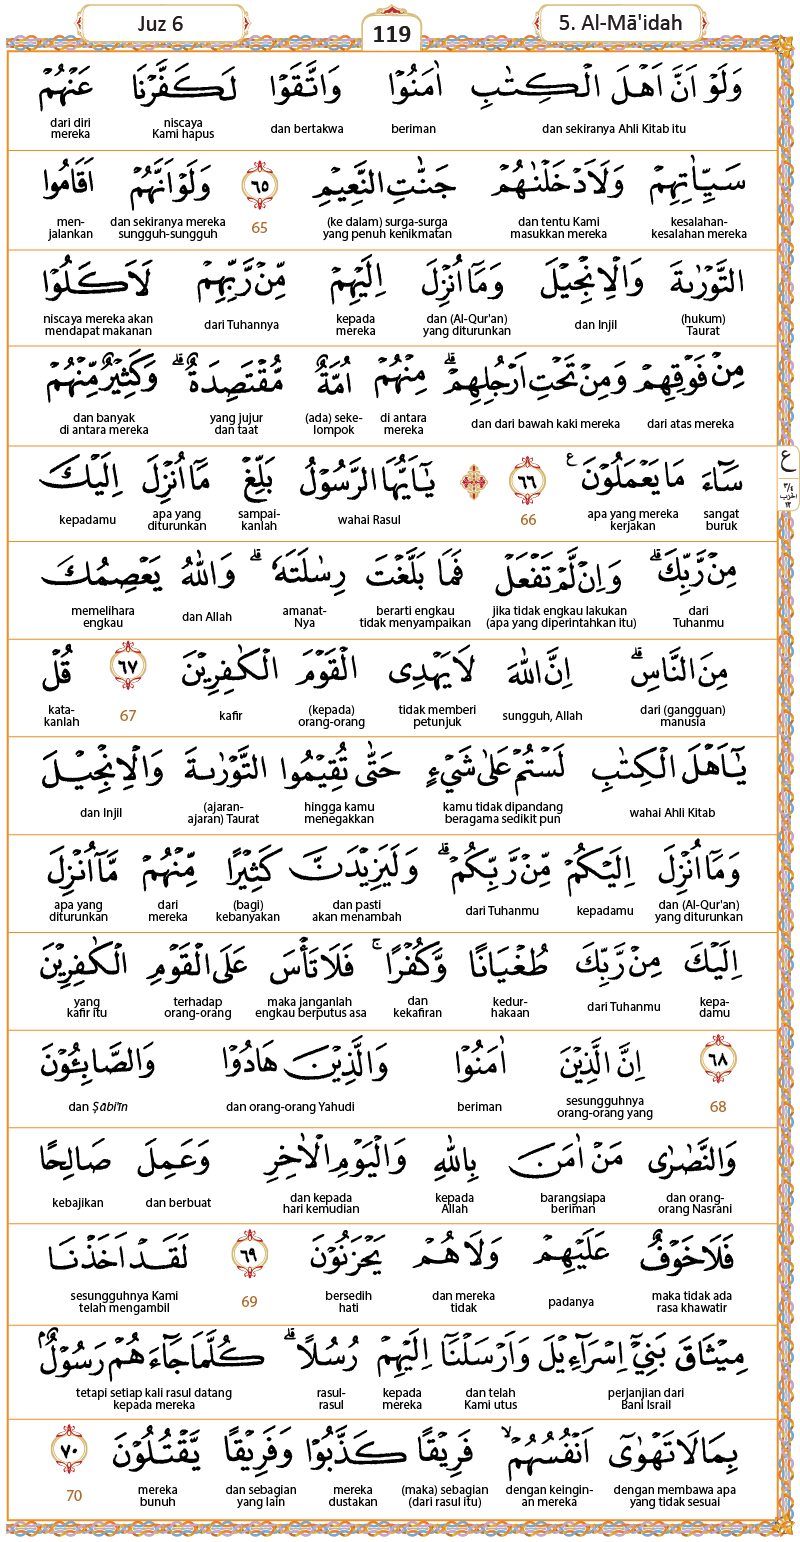 Juz 6
119
5. Al-Mā'idah
وَلَوْ اَنَّ اَهْلَ الْكِتٰبِ اٰمَنُوْا وَاتَّقَوْا لَكَفَّرْنَا عَنْهُمْ
dan sekiranya Ahli Kitab itu
beriman
dan bertakwa
niscaya
Kami hapus
dari diri
mereka
سَيِّاٰتِهِمْ وَلَاَدْخَلْنٰهُمْ جَنّٰتِ النَّعِيْمِ ٦٥ وَلَوْ اَنَّهُمْ اَقَامُوا
kesalahan-
kesalahan mereka
dan tentu Kami
masukkan mereka
(ke dalam) surga-surga
yang penuh kenikmatan
65
dan sekiranya mereka
sungguh-sungguh
men-
jalankan
التَّوْرٰىةَ وَالْاِنْجِيْلَ وَمَآ اُنْزِلَ اِلَيْهِمْ مِّنْ رَّبِّهِمْ لَاَكَلُوْا
(hukum)
Taurat
dan Injil
dan (Al-Qur'an)
yang diturunkan
kepada
mereka
dari Tuhannya
niscaya mereka akan
mendapat makanan
مِنْ فَوْقِهِمْ وَمِنْ تَحْتِ اَرْجُلِهِمْۗ مِنْهُمْ اُمَّةٌ مُّقْتَصِدَةٌ ۗ وَكَثِيْرٌ مِّنْهُمْ
dari atas mereka
dan dari bawah kaki mereka
di antara
mereka
(ada) seke-
lompok
yang jujur
dan taat
dan banyak
di antara mereka
سَاۤءَ مَا يَعْمَلُوْنَ ࣖ ٦٦ يٰٓاَيُّهَا الرَّسُوْلُ بَلِّغْ مَآ اُنْزِلَ اِلَيْكَ
sangat
buruk
apa yang mereka
kerjakan
66
wahai Rasul
sampai-
kanlah
apa yang
diturunkan
kepadamu
ع
٣/٤
الحزب
١٢
مِنْ رَّبِّكَ ۗ وَاِنْ لَّمْ تَفْعَلْ فَمَا بَلَّغْتَ رِسٰلَتَهٗ ۗ وَاللّٰهُ يَعْصِمُكَ
dari
Tuhanmu
jika tidak engkau lakukan
(apa yang diperintahkan itu)
berarti engkau
tidak menyampaikan
amanat-
Nya
dan Allah
memelihara
engkau
مِنَ النَّاسِۗ اِنَّ اللّٰهَ لَا يَهْدِى الْقَوْمَ الْكٰفِرِيْنَ ٦٧ قُلْ
dari (gangguan)
manusia
sungguh, Allah
tidak memberi
petunjuk
(kepada)
orang-orang
kafir
67
kata-
kanlah
يٰٓاَهْلَ الْكِتٰبِ لَسْتُمْ عَلٰى شَيْءٍ حَتّٰى تُقِيْمُوا التَّوْرٰىةَ وَالْاِنْجِيْلَ
wahai Ahli Kitab
kamu tidak dipandang
beragama sedikit pun
hingga kamu
menegakkan
(ajaran-
ajaran) Taurat
dan Injil
وَمَآ اُنْزِلَ اِلَيْكُمْ مِّنْ رَّبِّكُمْ ۗ وَلَيَزِيْدَنَّ كَثِيْرًا مِّنْهُمْ مَّآ اُنْزِلَ
dan (Al-Qur'an)
yang diturunkan
kepadamu
dari Tuhanmu
dan pasti
akan menambah
(bagi)
kebanyakan
dari
mereka
apa yang
diturunkan
اِلَيْكَ مِنْ رَّبِّكَ طُغْيَانًا وَّكُفْرًا ۚ فَلَا تَأْسَ عَلَى الْقَوْمِ الْكٰفِرِيْنَ
kepa-
damu
dari Tuhanmu
kedur-
hakaan
dan
kekafiran
maka janganlah
engkau berputus asa
terhadap
orang-orang
yang
kafir itu
٦٨ اِنَّ الَّذِيْنَ اٰمَنُوْا وَالَّذِيْنَ هَادُوْا وَالصَّابِـُٔوْنَ
68
sesungguhnya
orang-orang yang
beriman
dan orang-orang Yahudi
dan Ṣābi'īn
وَالنَّصٰرٰى مَنْ اٰمَنَ بِاللّٰهِ وَالْيَوْمِ الْاٰخِرِ وَعَمِلَ صَالِحًا
dan orang-
orang Nasrani
barangsiapa
beriman
kepada
Allah
dan kepada
hari kemudian
dan berbuat
kebajikan
فَلَا خَوْفٌ عَلَيْهِمْ وَلَا هُمْ يَحْزَنُوْنَ ٦٩ لَقَدْ اَخَذْنَا
maka tidak ada
rasa khawatir
padanya
dan mereka
tidak
bersedih
hati
69
sesungguhnya Kami
telah mengambil
مِيْثَاقَ بَنِيْٓ اِسْرَاۤءِيْلَ وَاَرْسَلْنَآ اِلَيْهِمْ رُسُلًا ۗ كُلَّمَا جَاۤءَهُمْ رَسُوْلٌ ۢ
perjanjian dari
Bani Israil
dan telah
Kami utus
kepada
mereka
rasul-
rasul
tetapi setiap kali rasul datang
kepada mereka
بِمَا لَا تَهْوٰٓى اَنْفُسُهُمْ ۙ فَرِيْقًا كَذَّبُوْا وَفَرِيْقًا يَّقْتُلُوْنَ ٧٠
dengan membawa apa
yang tidak sesuai
dengan keingin-
an mereka
(maka) sebagian
(dari rasul itu)
mereka
dustakan
dan sebagian
yang lain
mereka
bunuh
70